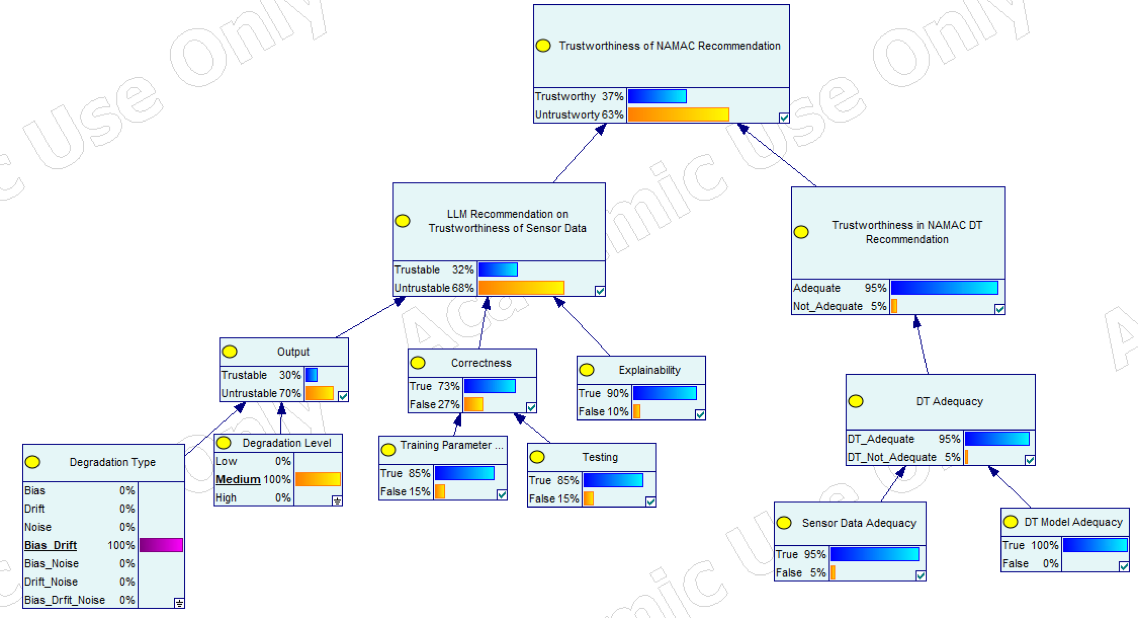 Trustworthiness of NAMAC Recommendation
Trustworthy 37%
Untrustworty 63%
LLM Recommendation on
Trustworthiness of Sensor Data
Trustable 32%
Untrustable 68%
Trustworthiness in NAMAC DT
Recommendation
Adequate 95%
Not_Adequate 5%
Output
Trustable 30%
Untrustable 70%
Correctness
True 73%
False 27%
Explainability
True 90%
False 10%
DT Adequacy
DT_Adequate 95%
DT_Not_Adequate 5%
Degradation Type
Bias 0%
Drift 0%
Noise 0%
Bias_Drift 100%
Bias_Noise 0%
Drift_Noise 0%
Bias_Drfit_Noise 0%
Degradation Level
Low 0%
Medium 100%
High 0%
Training Parameter ...
True 85%
False 15%
Testing
True 85%
False 15%
Sensor Data Adequacy
True 95%
False 5%
DT Model Adequacy
True 100%
False 0%
Academic Use Only